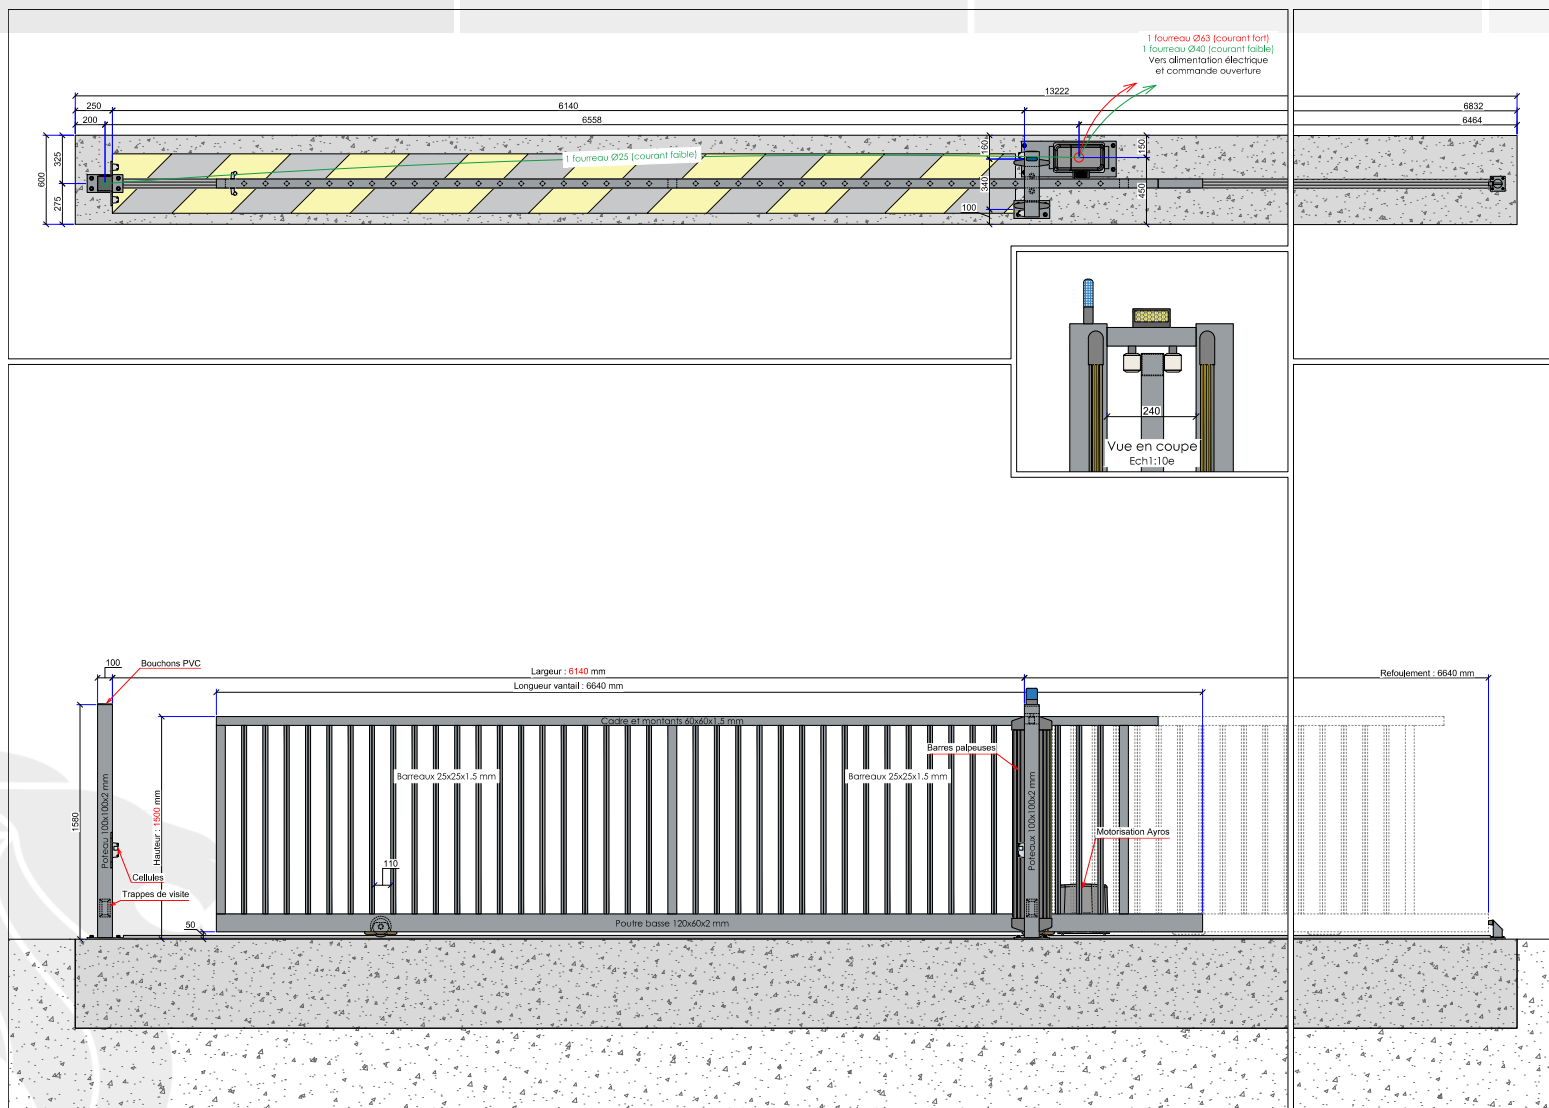 1 fourreau Ø63 (courant fort)
1 fourreau Ø40 (courant faible)
Vers alimentation électrique
et commande ouverture
13222
250
6140
6832
200
6558
6464
600
325
275
1 fourreau Ø25 (courant faible)
160
340
100
150
450
240
Vue en coupe
Ech1:10e
100
Bouchons PVC
Largeur : 6140 mm
Longueur vantail : 6640 mm
Refoulement : 6640 mm
Cadre et montants 60x60x1.5 mm
Barres palpeuses
Barreaux 25x25x1.5 mm
Barreaux 25x25x1.5 mm
1580
Poteau 100x100x2 mm
Hauteur : 1500 mm
Poteaux 100x100x2 mm
Motorisation Ayros
110
Cellules
Trappes de visite
50
Poutre basse 120x60x2 mm